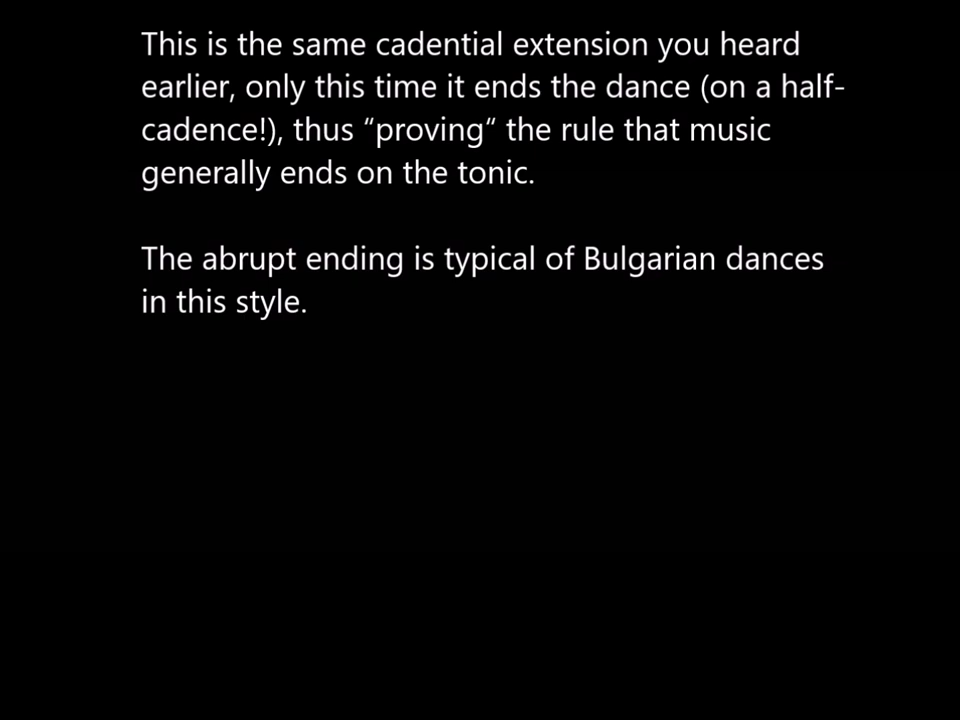 This is the same cadential extension you heard
earlier, only this time it ends the dance (on a half-
cadence!), thus “proving” the rule that music
generally ends on the tonic.
The abrupt ending is typical of Bulgarian dances
in this style.